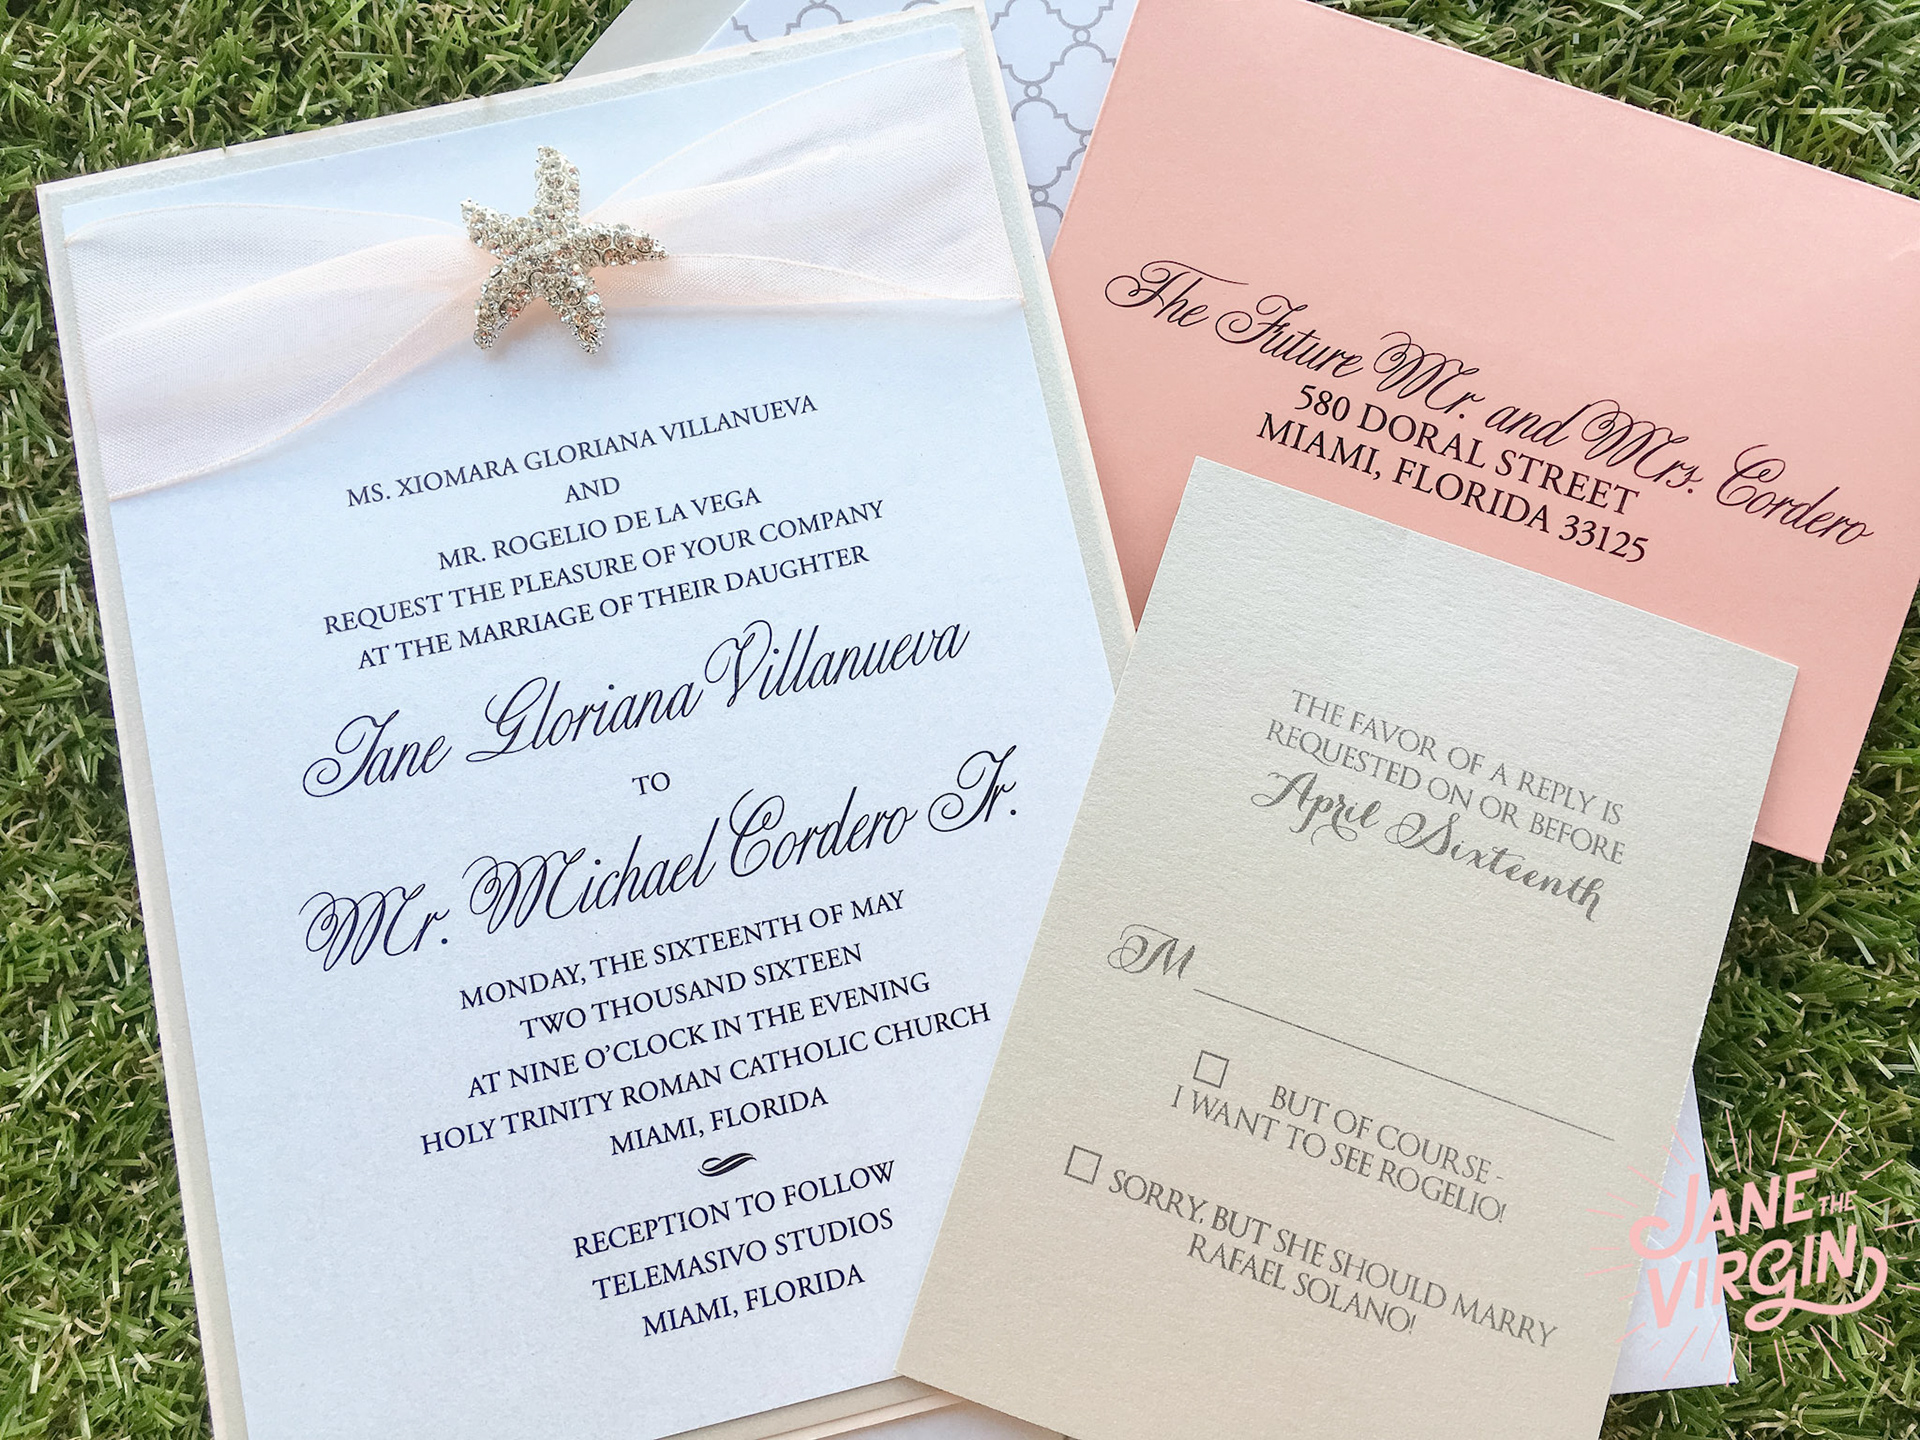 MS. XIOMARA GLORIANA VILLANUEVA
AND
MR. ROGELIO DE LA VEGA
REQUEST THE PLEASURE OF YOUR COMPANY
AT THE MARRIAGE OF THEIR DAUGHTER
Jane Gloriana Villanueva
TO
Mr. Michael Cordero Jr.
MONDAY, THE SIXTEENTH OF MAY
TWO THOUSAND SIXTEEN
AT NINE O'CLOCK IN THE EVENING
HOLY TRINITY ROMAN CATHOLIC CHURCH
MIAMI, FLORIDA
RECEPTION TO FOLLOW
TELEMASIVO STUDIOS
MIAMI, FLORIDA
The Future Mr. and Mrs. Cordero
580 DORAL STREET
MIAMI, FLORIDA 33125
THE FAVOR OF A REPLY IS
REQUESTED ON OR BEFORE
April Sixteenth
M
BUT OF COURSE -
I WANT TO SEE ROGELIO!
SORRY, BUT SHE SHOULD MARRY
RAFAEL SOLANO!
JANE THE
VIRGIN